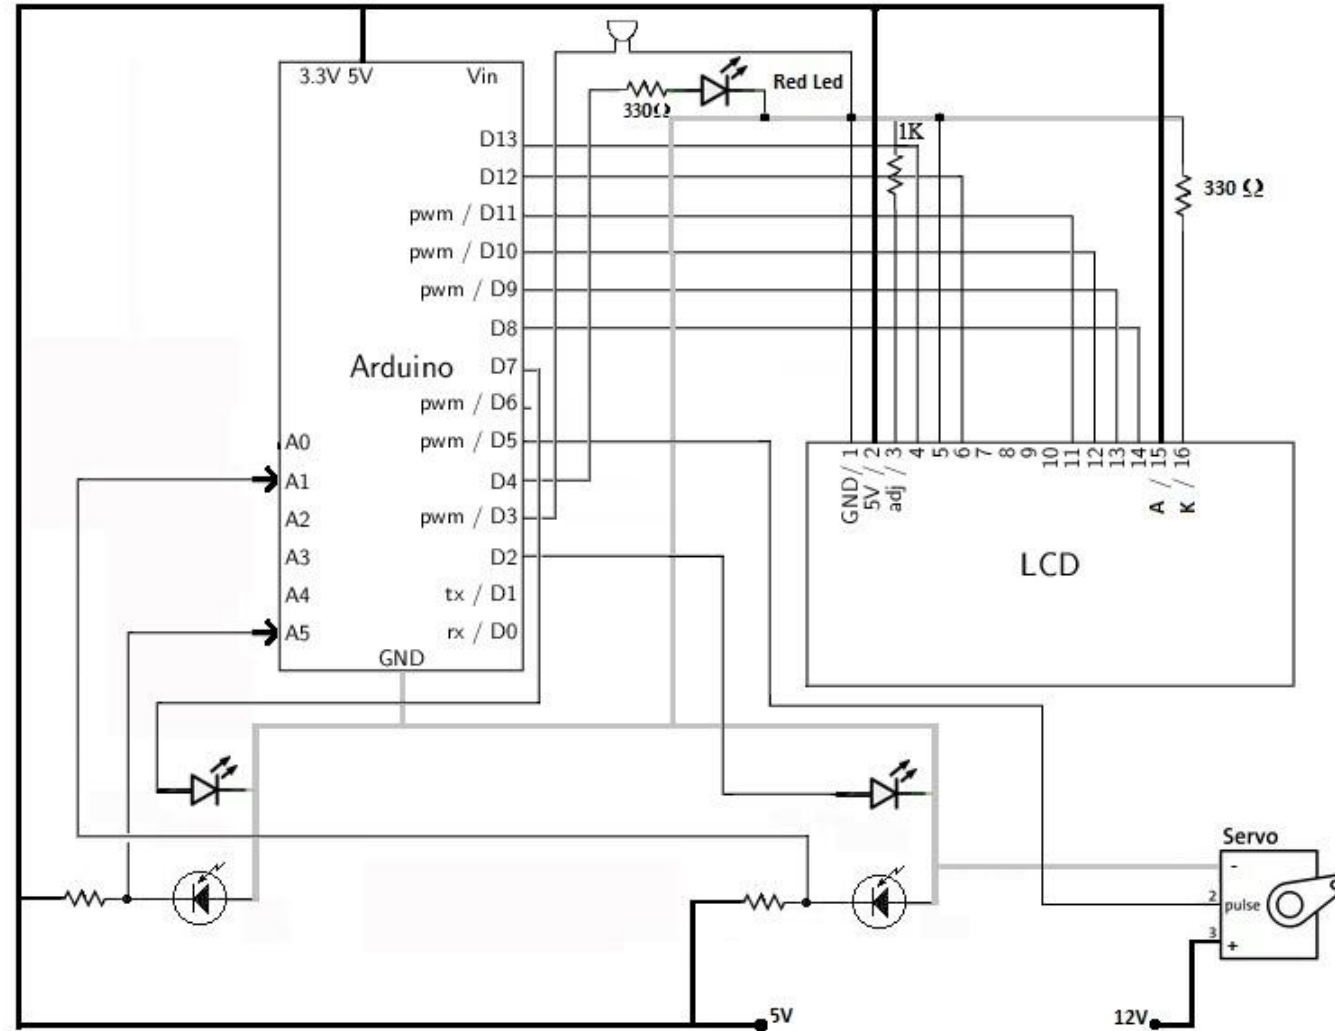 3.3V 5V
Vin
330Ω
Red Led
1K
330 Ω
D13
D12
pwm / D11
pwm / D10
pwm / D9
D8
Arduino
D7
pwm / D6
pwm / D5
D4
pwm / D3
D2
tx / D1
rx / D0
A0
A1
A2
A3
A4
A5
GND
GND / 1
5V / 2
adj / 3
4
5
6
7
8
9
10
11
12
13
14
A / 15
K / 16
LCD
Servo
-
2
pulse
3
+
5V
12V